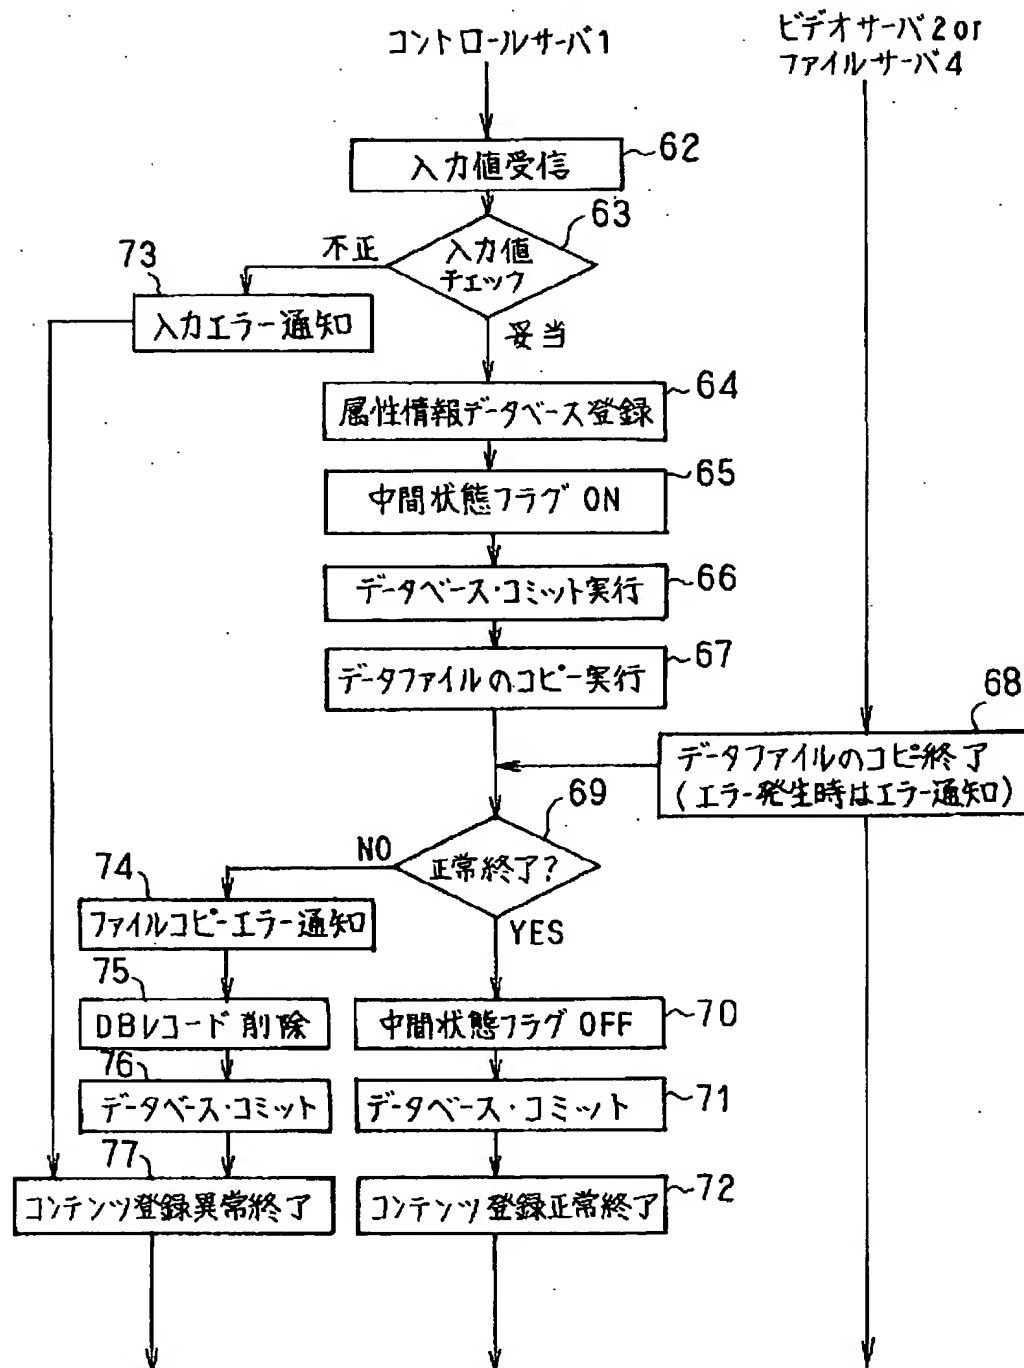 コントロールサーバ1
ビデオサーバ2or
ファイルサーバ4
入力値受信
62
入力値
チェック
63
不正
73
入力エラー通知
妥当
属性情報データベース登録
64
中間状態フラグ ON
65
データベース・コミット実行
66
データファイルのコピー実行
67
68
データファイルのコピー終了
(エラー発生時はエラー通知)
69
正常終了?
NO
74
ファイルコピーエラー通知
YES
75
DBレコード削除
中間状態フラグ OFF
70
76
データベース・コミット
データベース・コミット
71
77
コンテンツ登録異常終了
コンテンツ登録正常終了
72